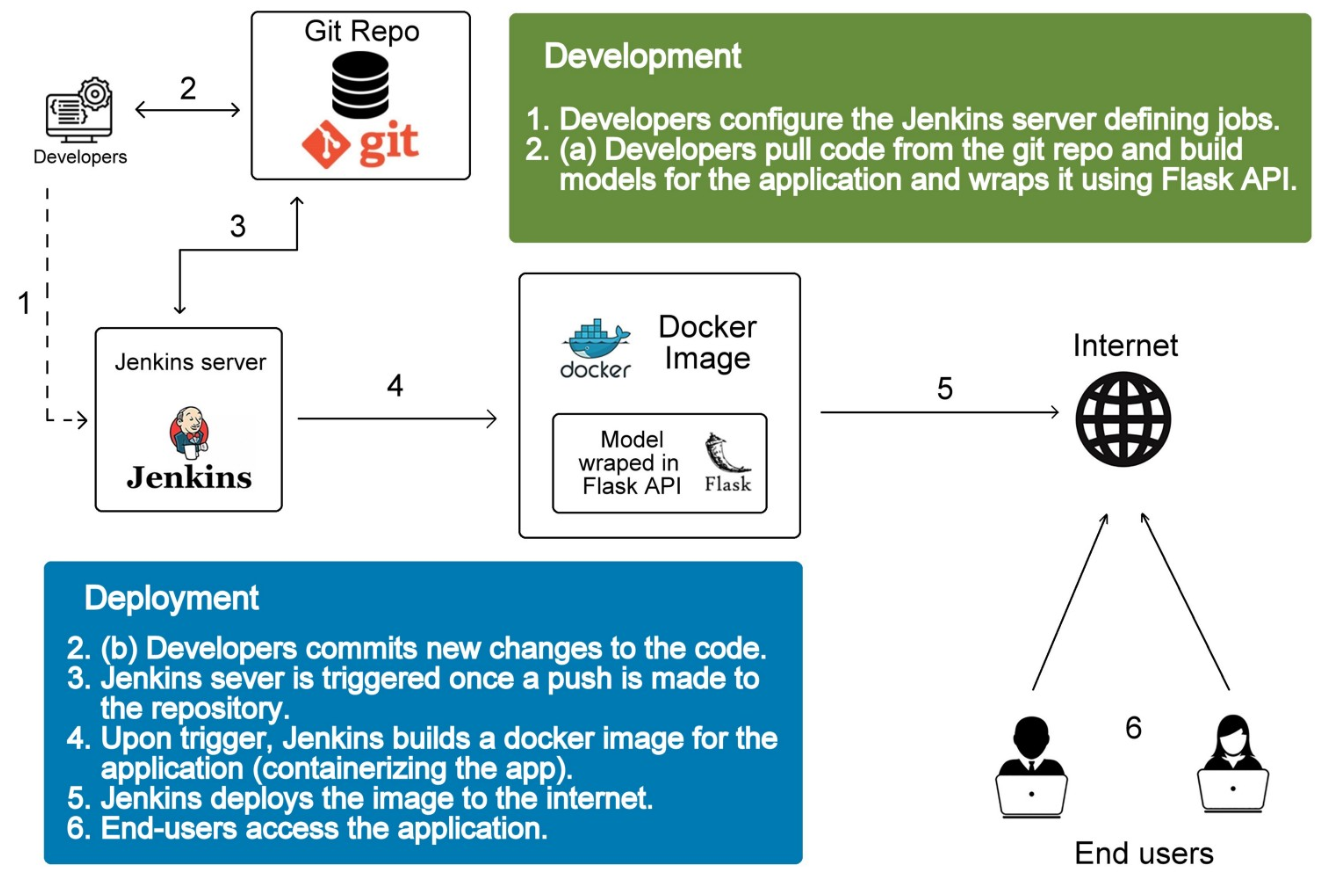 Git Repo
git
2
Developers
Development
1. Developers configure the Jenkins server defining jobs.
2. (a) Developers pull code from the git repo and build
models for the application and wraps it using Flask API.
3
1
Jenkins server
Jenkins
4
docker
Docker
Image
Model
wraped in
Flask API
Flask
5
Internet
Deployment
2. (b) Developers commits new changes to the code.
3. Jenkins sever is triggered once a push is made to
the repository.
4. Upon trigger, Jenkins builds a docker image for the
application (containerizing the app).
5. Jenkins deploys the image to the internet.
6. End-users access the application.
6
End users